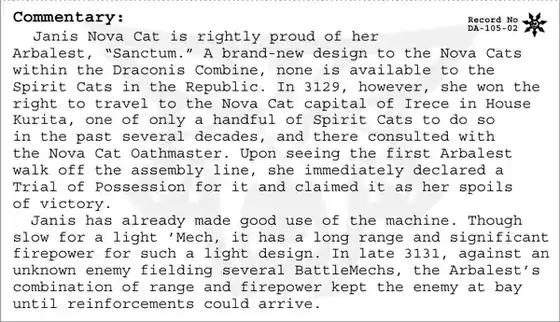 Commentary:
Record No
DA-105-02
Janis Nova Cat is rightly proud of her
Arbalest, “Sanctum.” A brand-new design to the Nova Cats
within the Draconis Combine, none is available to the
Spirit Cats in the Republic. In 3129, however, she won the
right to travel to the Nova Cat capital of Irece in House
Kurita, one of only a handful of Spirit Cats to do so
in the past several decades, and there consulted with
the Nova Cat Oathmaster. Upon seeing the first Arbalest
walk off the assembly line, she immediately declared a
Trial of Possession for it and claimed it as her spoils
of victory.
Janis has already made good use of the machine. Though
slow for a light ’Mech, it has a long range and significant
firepower for such a light design. In late 3131, against an
unknown enemy fielding several BattleMechs, the Arbalest’s
combination of range and firepower kept the enemy at bay
until reinforcements could arrive.